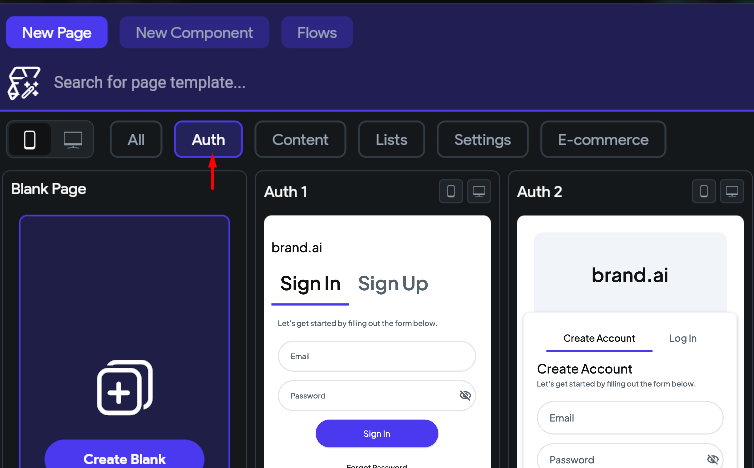 New Page New Component Flows
Search for page template...
All Auth Content Lists Settings E-commerce
Blank Page
Create Blank
Auth 1
brand.ai
Sign In Sign Up
Let's get started by filling out the form below.
Email
Password
Sign In
Forgot Password
Auth 2
brand.ai
Create Account Log In
Create Account
Let's get started by filling out the form below.
Email
Password